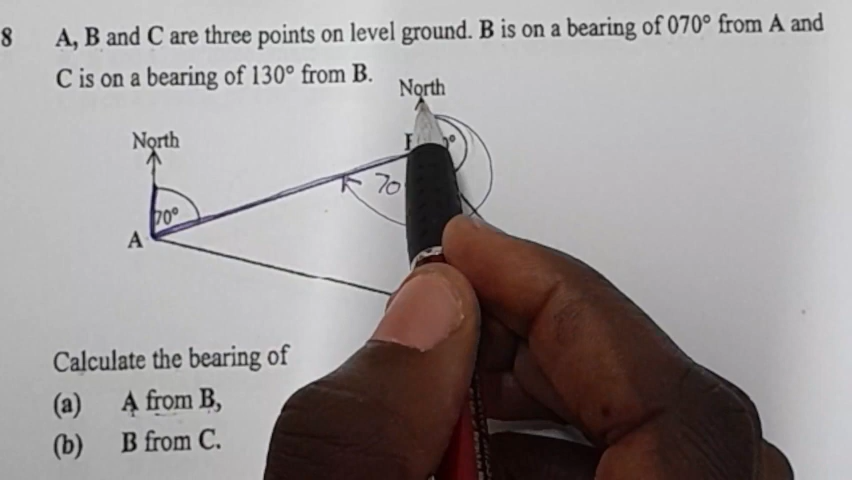 8 A, B and C are three points on level ground. B is on a bearing of 070° from A and
C is on a bearing of 130° from B.
North
North
70°
70
A
Calculate the bearing of
(a) A from B,
(b) B from C.